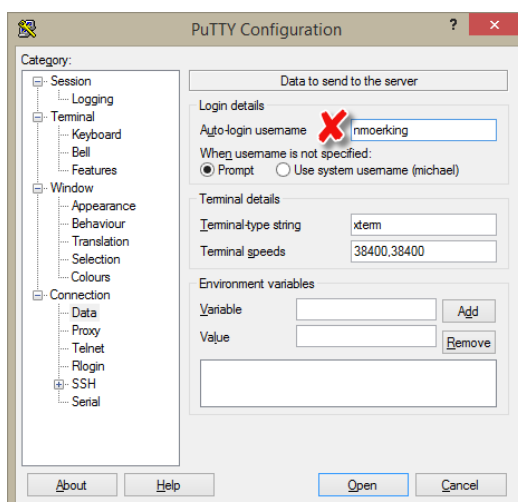 PuTTY Configuration
?
×
Category:
Session
Logging
Terminal
Keyboard
Bell
Features
Window
Appearance
Behaviour
Translation
Selection
Colours
Connection
Data
Proxy
Telnet
Rlogin
SSH
Serial
Data to send to the server
Login details
Auto-login username nmoerking
When username is not specified:
Prompt Use system username (michael)
Terminal details
Terminal-type string xterm
Terminal speeds 38400,38400
Environment variables
Variable Add
Value Remove
About Help Open Cancel